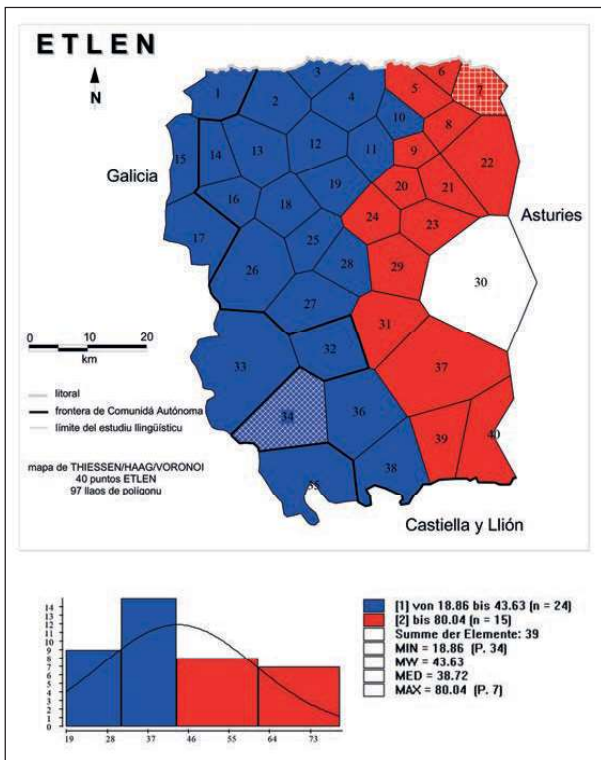 ETLEN
N
Galicia
Asturies
Castiella y Llión
1
2
3
4
5
6
7
8
9
10
11
12
13
14
15
16
17
18
19
20
21
22
23
24
25
26
27
28
29
30
31
32
33
34
35
36
37
38
39
40
0 10 20
km
litoral
frontera de Comunidá Autónoma
límite del estudiu llingüísticu
mapa de THIESSEN/HAAG/VORONOI
40 puntos ETLEN
97 llaos de polígonu
14
13
12
11
10
9
8
7
6
5
4
3
2
1
0
19 28 37 46 55 64 73
[1] von 18.86 bis 43.63 (n = 24)
[2] bis 80.04 (n = 15)
Summe der Elemente: 39
MIN = 18.86 (P. 34)
MW = 43.63
MED = 38.72
MAX = 80.04 (P. 7)